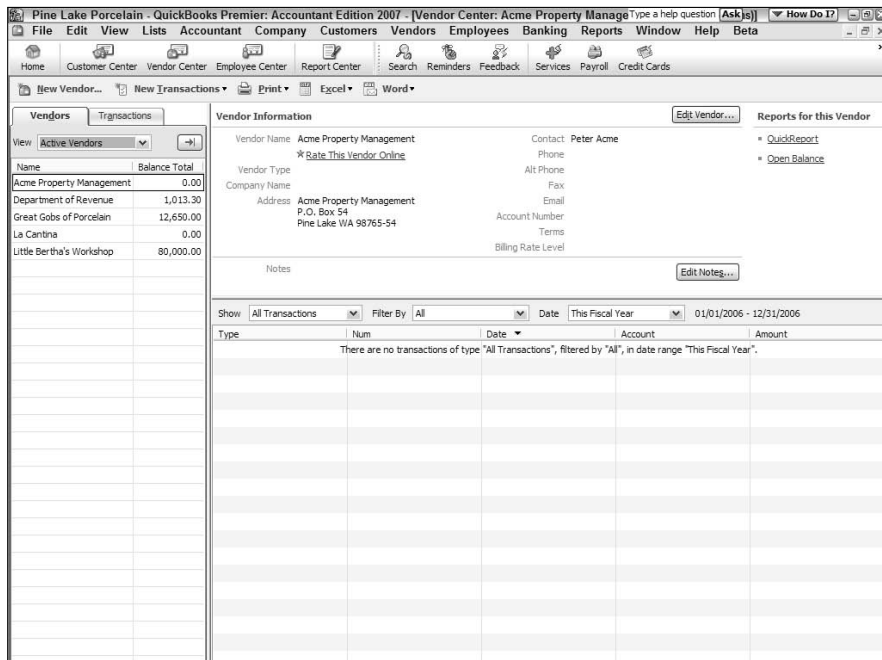 Pine Lake Porcelain - QuickBooks Premier: Accountant Edition 2007 - [Vendor Center: Acme Property Manage Type a help question Ask s)] How Do I?
File Edit View Lists Accountant Company Customers Vendors Employees Banking Reports Window Help Beta
Home Customer Center Vendor Center Employee Center Report Center Search Reminders Feedback Services Payroll Credit Cards
New Vendor... New Transactions Print Excel Word
Vendors Transactions
View Active Vendors
Name Balance Total
Acme Property Management 0.00
Department of Revenue 1,013.30
Great Gobs of Porcelain 12,650.00
La Cantina 0.00
Little Bertha's Workshop 80,000.00
Vendor Information Edit Vendor...
Vendor Name Acme Property Management Contact Peter Acme
Rate This Vendor Online Phone
Vendor Type Alt Phone
Company Name Fax
Address Acme Property Management Email
P.O. Box 54 Account Number
Pine Lake WA 98765-54 Terms
Billing Rate Level
Notes Edit Notes...
Reports for this Vendor
QuickReport
Open Balance
Show All Transactions Filter By All Date This Fiscal Year 01/01/2006 - 12/31/2006
Type Num Date Account Amount
There are no transactions of type "All Transactions", filtered by "All", in date range "This Fiscal Year".